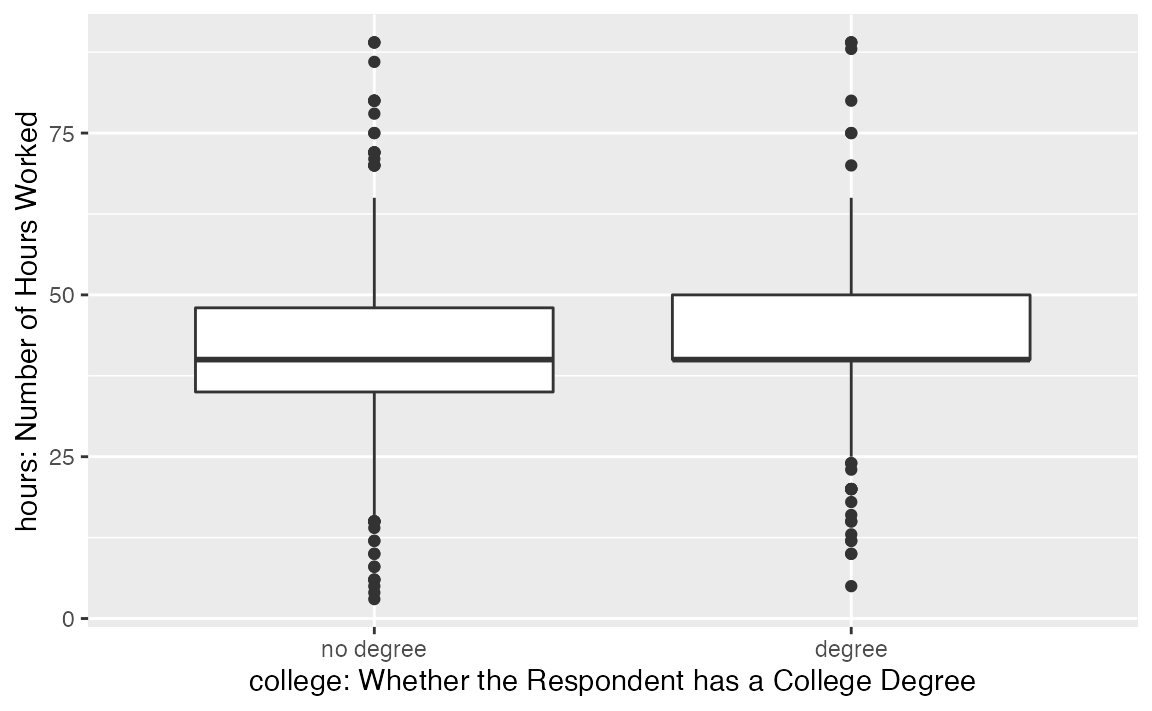 hours: Number of Hours Worked
75
50
25
0
no degree
degree
college: Whether the Respondent has a College Degree